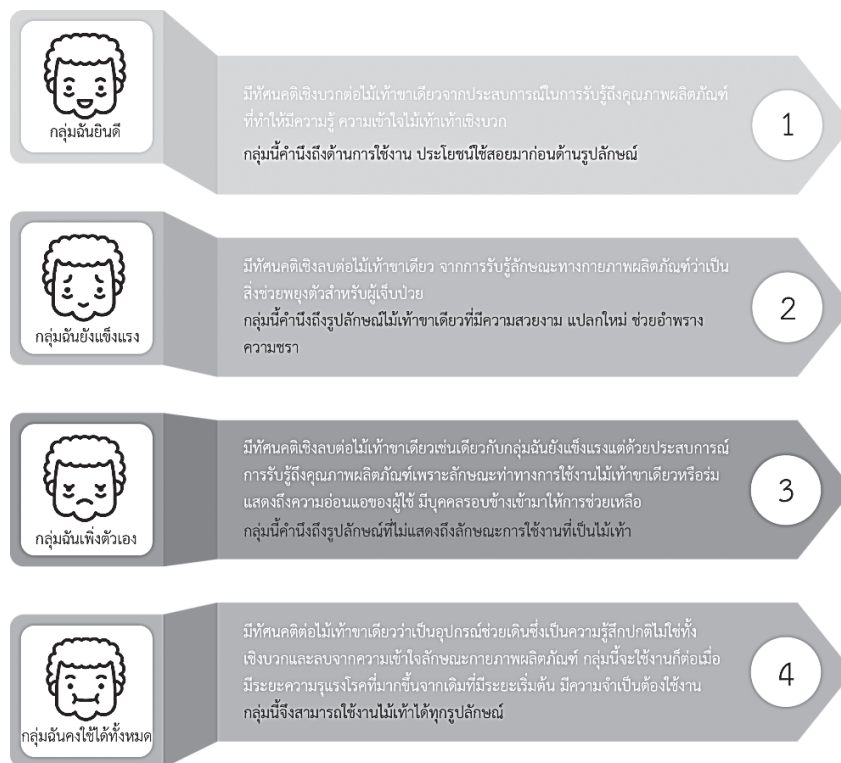 กลุ่มฉันยินดี
มีทัศนคติเชิงบวกต่อไม้เท้าขาเดียวจากประสบการณ์ในการรับรู้ถึงคุณภาพผลิตภัณฑ์
ที่ทำให้มีความรู้ ความเข้าใจไม้เท้าเท้าเชิงบวก
กลุ่มนี้คำนึงถึงด้านการใช้งาน ประโยชน์ใช้สอยมาก่อนด้านรูปลักษณ์
1
กลุ่มฉันยังแข็งแรง
มีทัศนคติเชิงลบต่อไม้เท้าขาเดียว จากการรับรู้ลักษณะทางกายภาพผลิตภัณฑ์ว่าเป็น
สิ่งช่วยพยุงตัวสำหรับผู้เจ็บป่วย
กลุ่มนี้คำนึงถึงรูปลักษณ์ไม้เท้าขาเดียวที่มีความสวยงาม แปลกใหม่ ช่วยอำพราง
ความชรา
2
กลุ่มฉันเพิ่งตัวเอง
มีทัศนคติเชิงลบต่อไม้เท้าขาเดียวเช่นเดียวกับกลุ่มฉันยังแข็งแรงแต่ด้วยประสบการณ์
การรับรู้ถึงคุณภาพผลิตภัณฑ์เพราะลักษณะท่าทางการใช้งานไม้เท้าขาเดียวหรือร่ม
แสดงถึงความอ่อนแอของผู้ใช้ มีบุคคลรอบข้างเข้ามาให้การช่วยเหลือ
กลุ่มนี้คำนึงถึงรูปลักษณ์ที่ไม่แสดงถึงลักษณะการใช้งานที่เป็นไม้เท้า
3
กลุ่มฉันคงใช้ได้ทั้งหมด
มีทัศนคติต่อไม้เท้าขาเดียวว่าเป็นอุปกรณ์ช่วยเดินซึ่งเป็นความรู้สึกปกติไม่ใช่ทั้ง
เชิงบวกและลบจากความเข้าใจลักษณะกายภาพผลิตภัณฑ์ กลุ่มนี้จะใช้งานก็ต่อเมื่อ
มีระยะความรุนแรงโรคที่มากขึ้นจากเดิมที่มีระยะเริ่มต้น มีความจำเป็นต้องใช้งาน
กลุ่มนี้จึงสามารถใช้งานไม้เท้าได้ทุกรูปลักษณ์
4